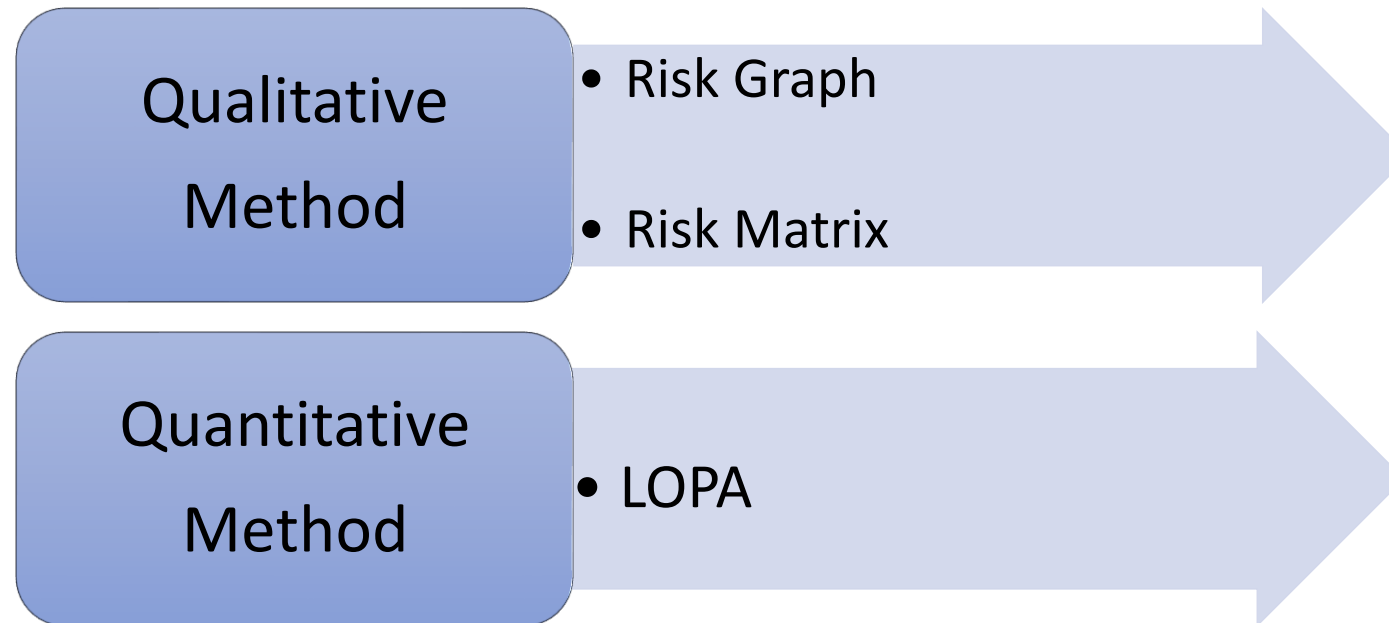 Qualitative
Method
• Risk Graph
• Risk Matrix
Quantitative
Method
• LOPA